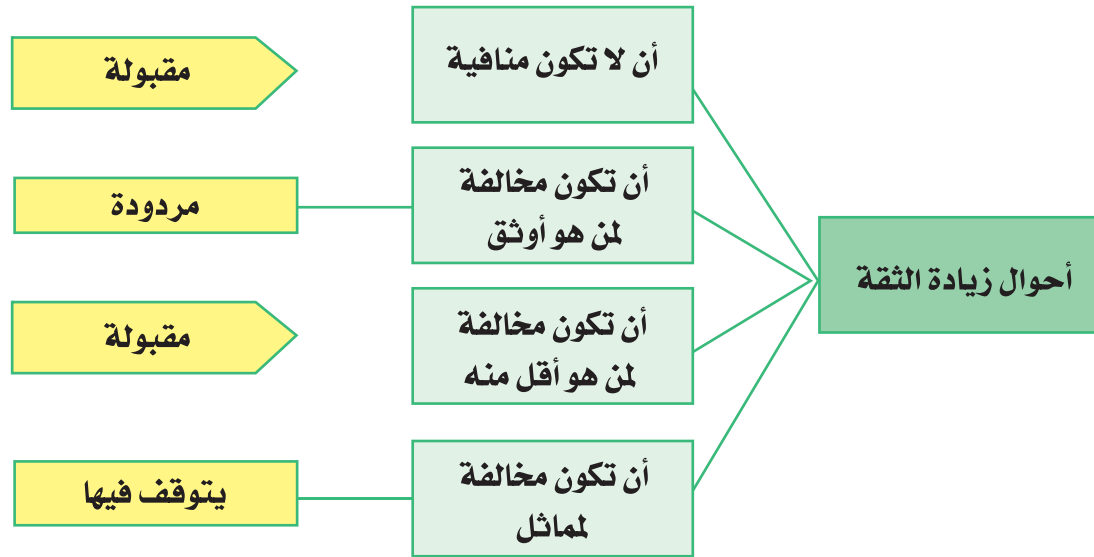 أحوال زيادة الثقة
أن لا تكون منافية
مقبولة
أن تكون مخالفة
لمن هو أوثق
مردودة
أن تكون مخالفة
لمن هو أقل منه
مقبولة
أن تكون مخالفة
لمماثل
يتوقف فيها